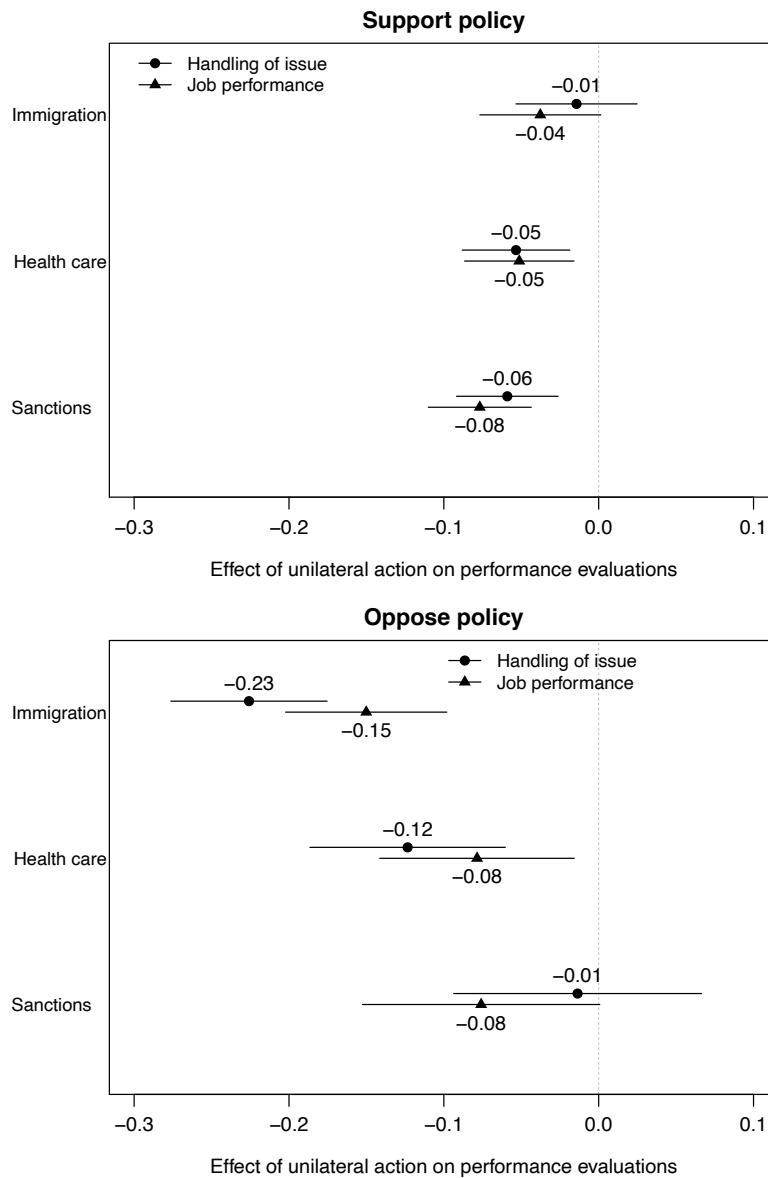 Support policy
Handling of issue
Job performance
Immigration
−0.01
−0.04
Health care
−0.05
−0.05
Sanctions
−0.06
−0.08
−0.3 −0.2 −0.1 0.0 0.1
Effect of unilateral action on performance evaluations
Oppose policy
Handling of issue
Job performance
Immigration
−0.23
−0.15
Health care
−0.12
−0.08
Sanctions
−0.01
−0.08
−0.3 −0.2 −0.1 0.0 0.1
Effect of unilateral action on performance evaluations